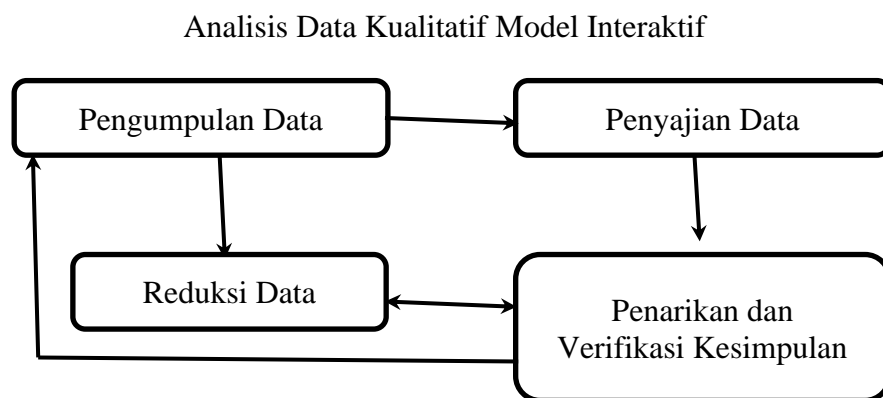 Analisis Data Kualitatif Model Interaktif
Pengumpulan Data
Penyajian Data
Reduksi Data
Penarikan dan
Verifikasi Kesimpulan